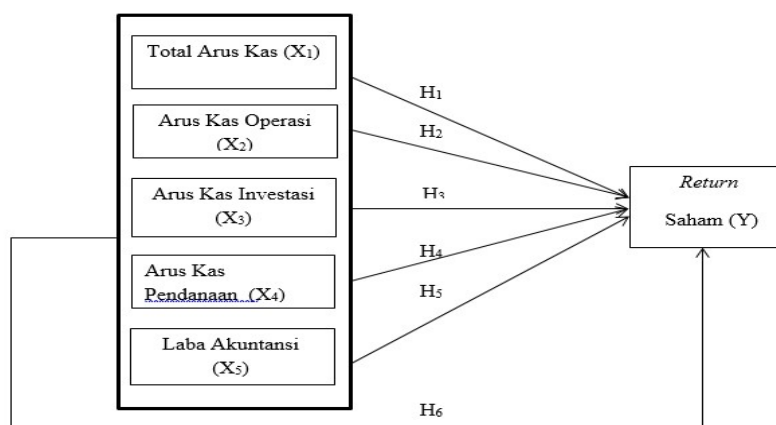 Total Arus Kas (X1)
Arus Kas Operasi
(X2)
Arus Kas Investasi
(X3)
Arus Kas
Pendanaan (X4)
Laba Akuntansi
(X5)
H1
H2
H3
H4
H5
H6
Return
Saham (Y)